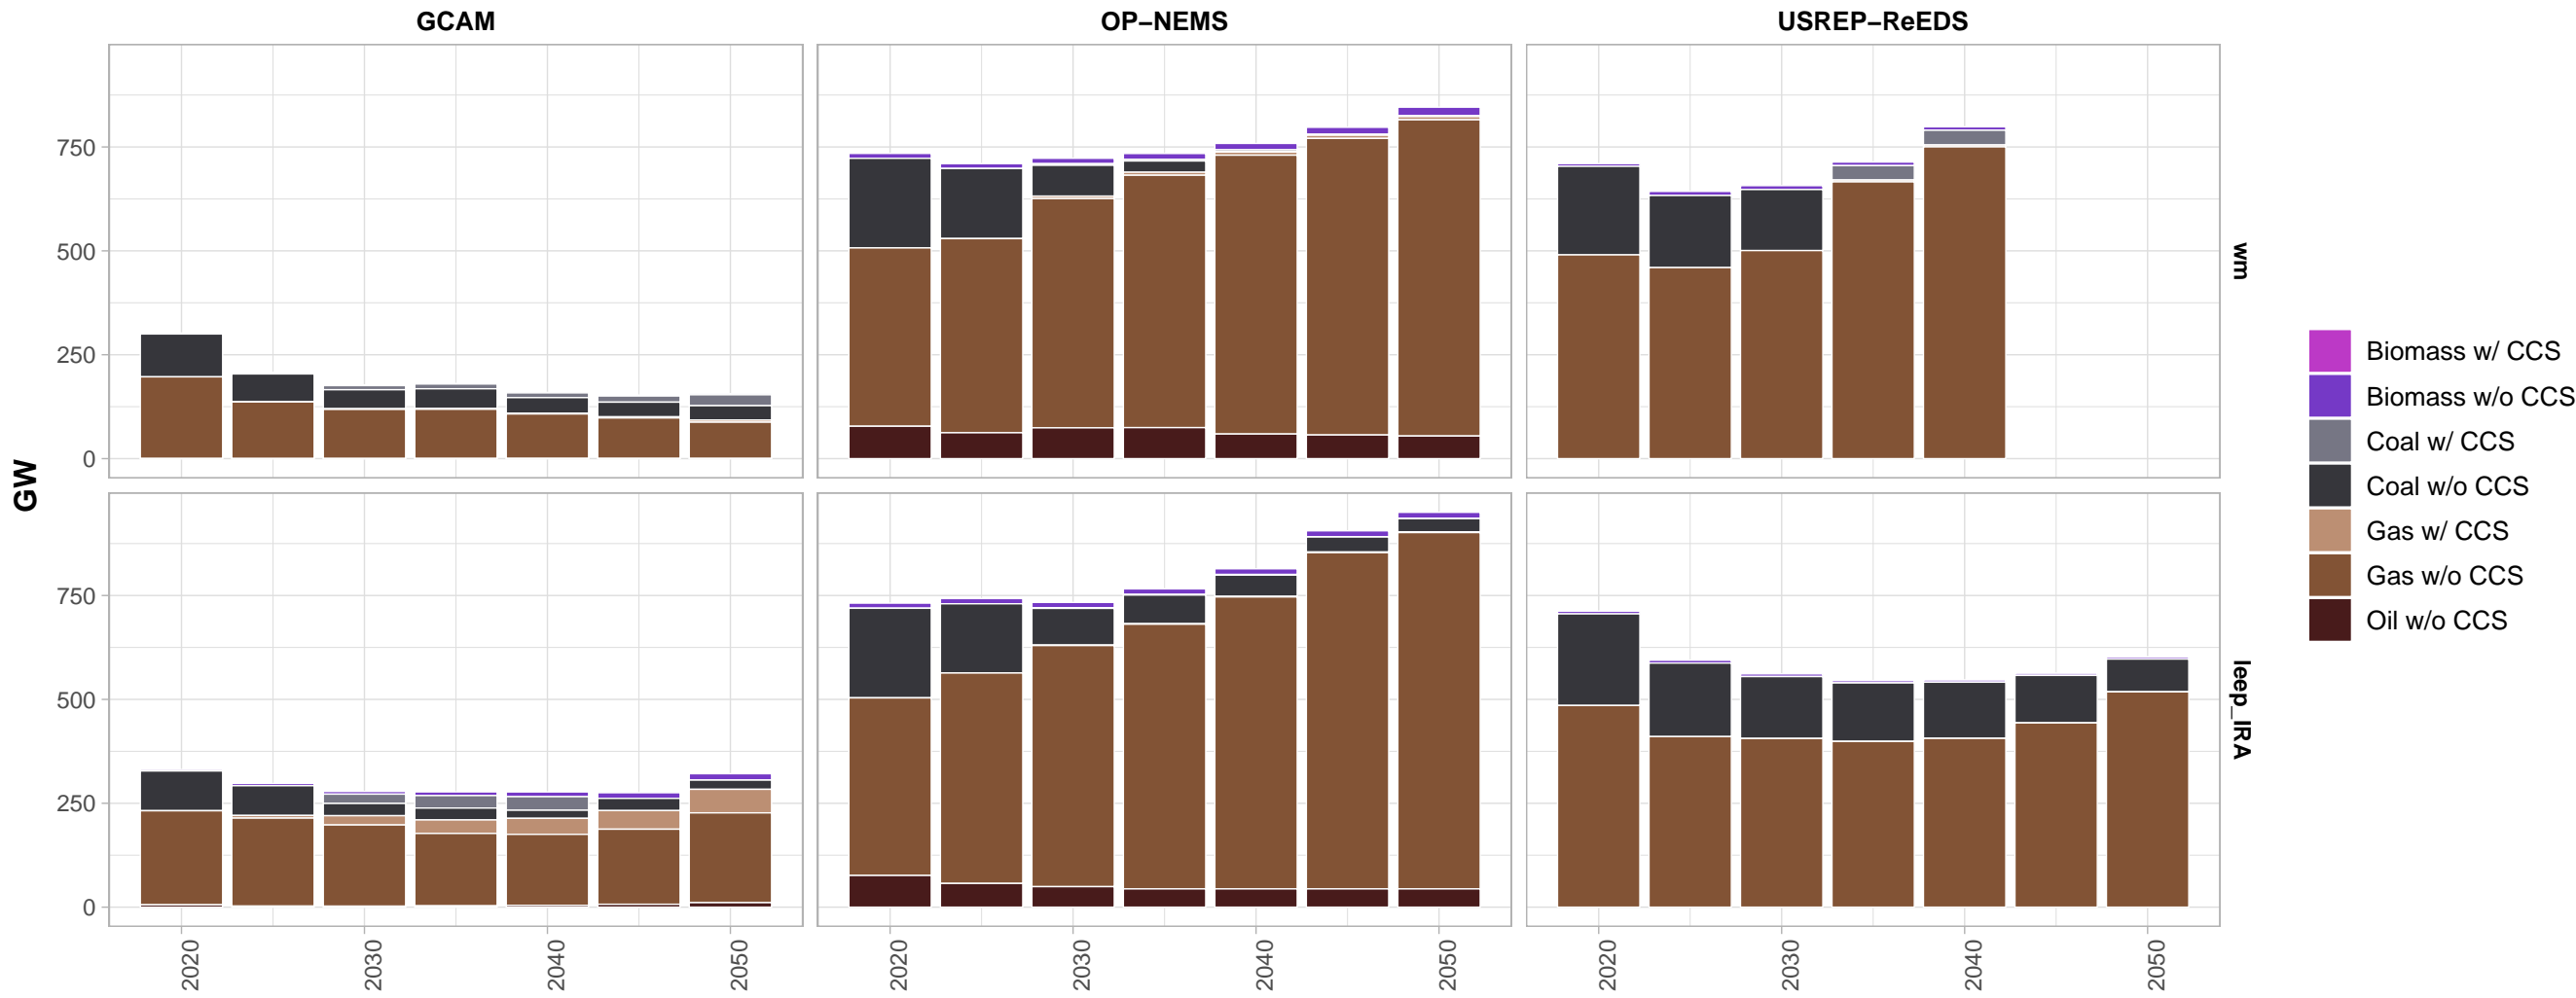 GCAM
OP−NEMS
USREP−ReEDS
GW
750
500
250
0
wm
750
500
250
0
leep_IRA
2020
2030
2040
2050
2020
2030
2040
2050
2020
2030
2040
2050
Biomass w/ CCS
Biomass w/o CCS
Coal w/ CCS
Coal w/o CCS
Gas w/ CCS
Gas w/o CCS
Oil w/o CCS